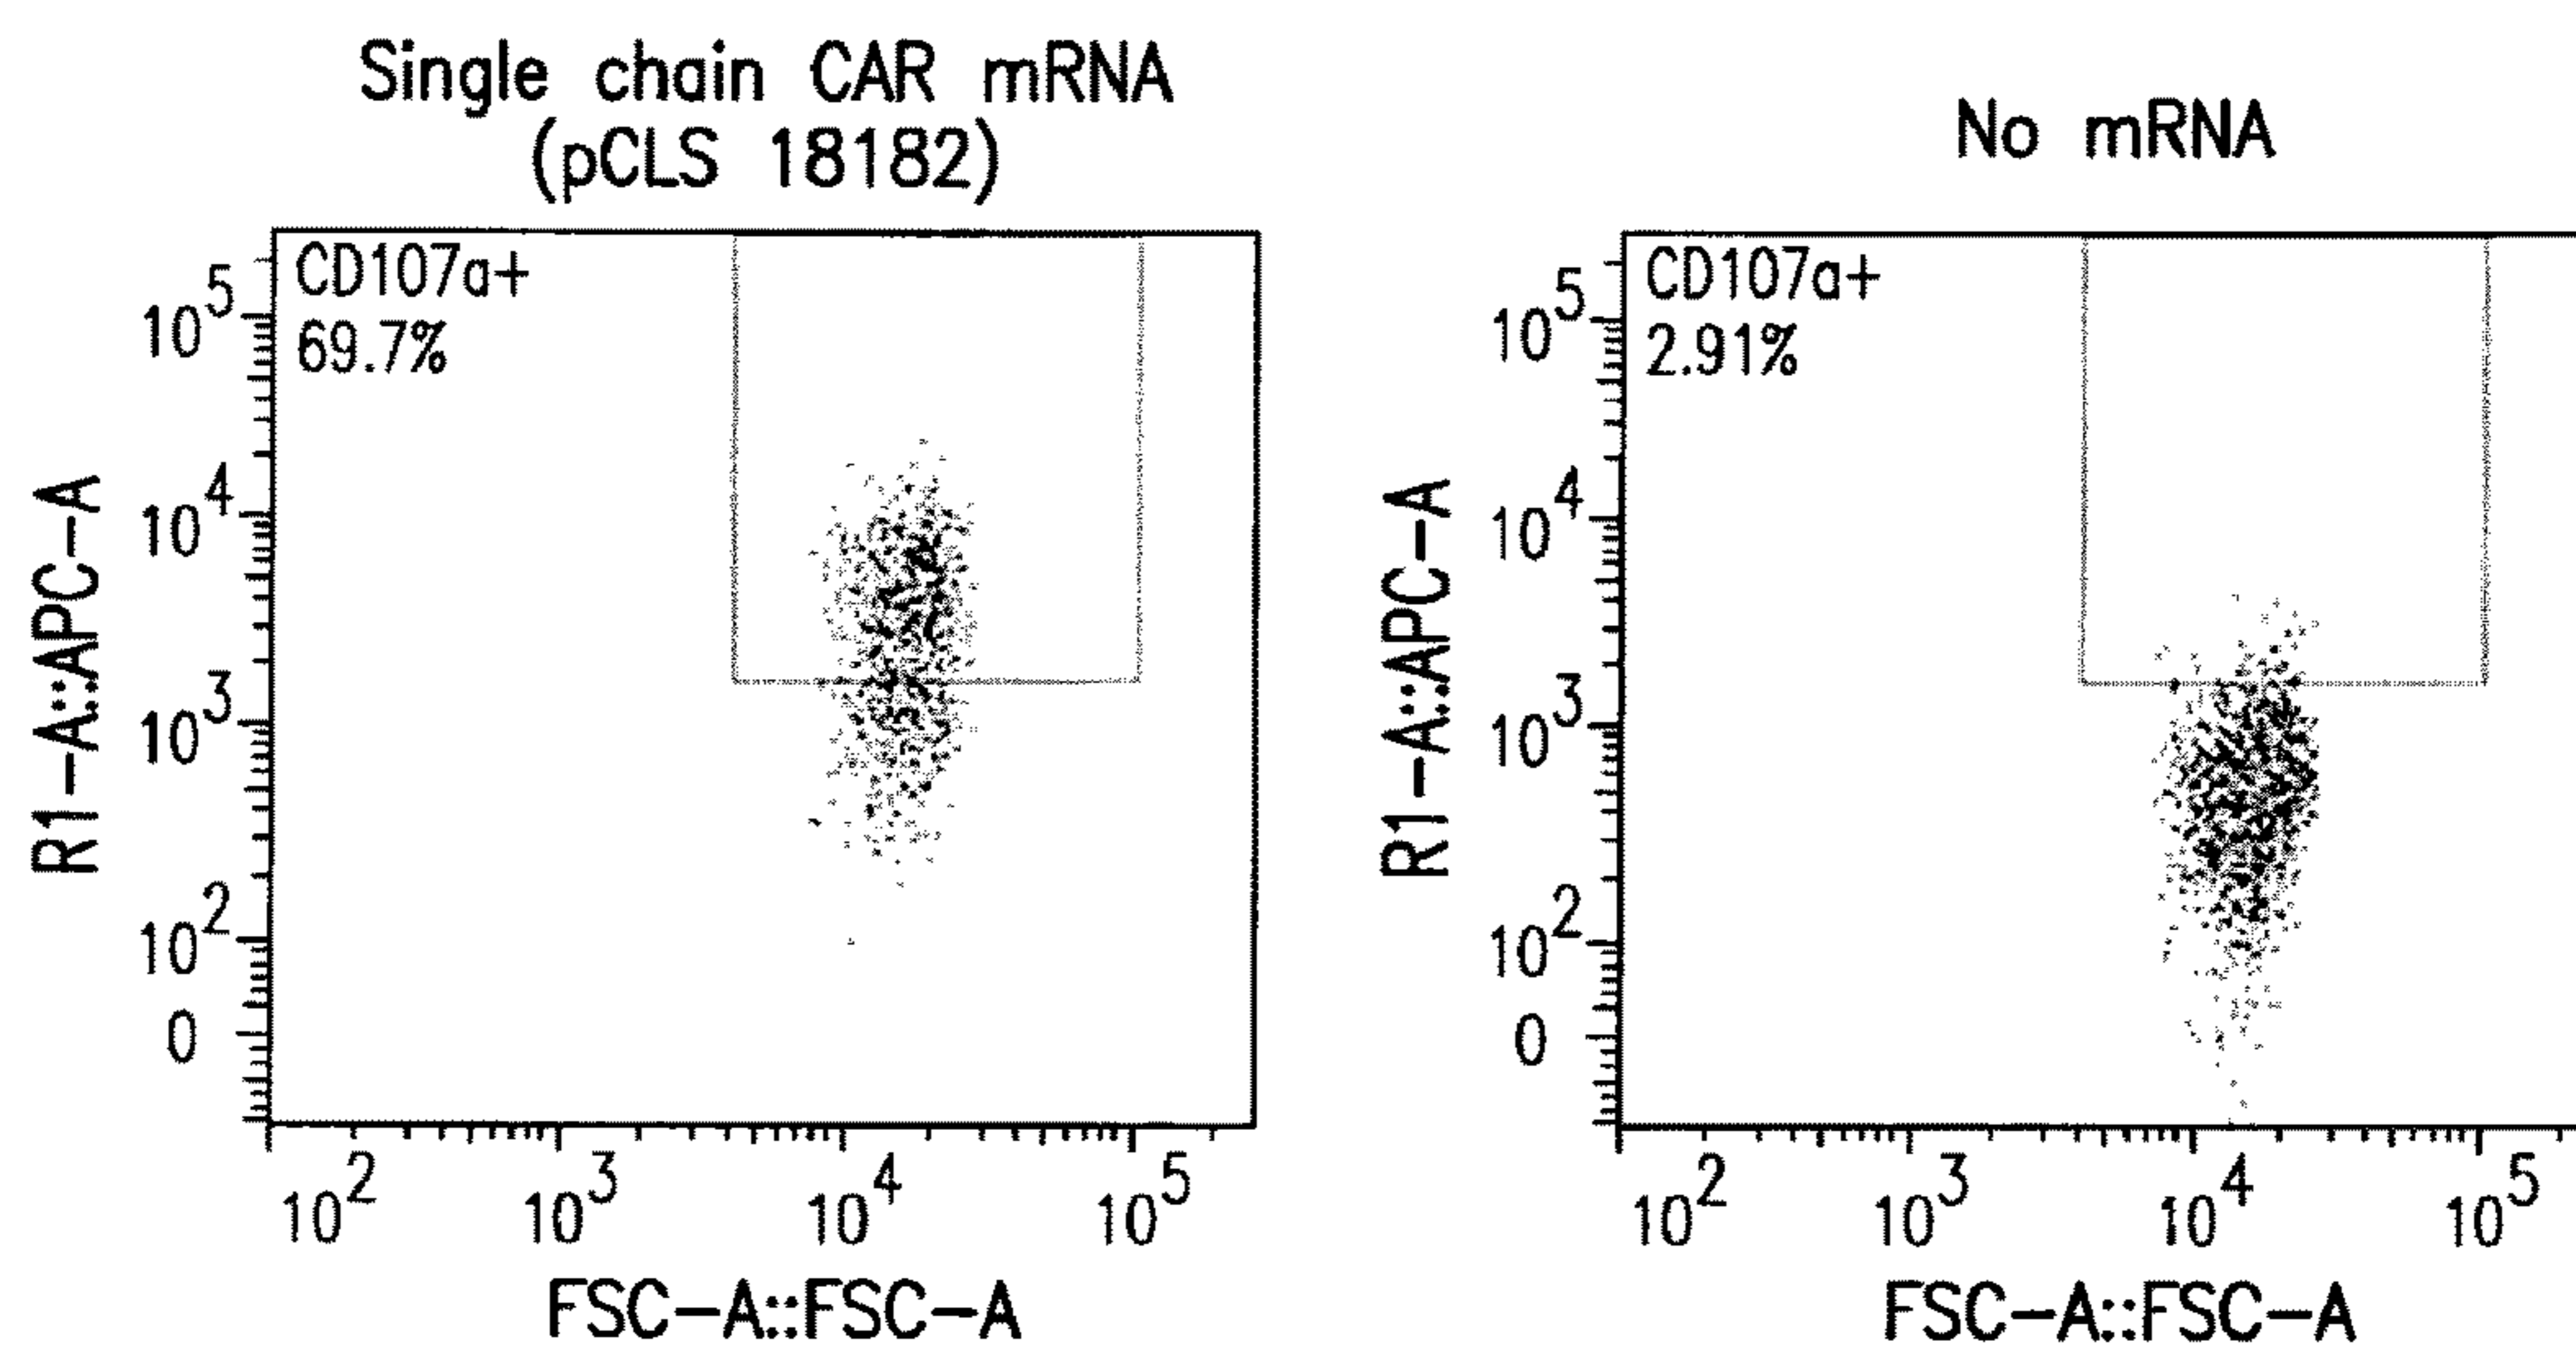 Single chain CAR mRNA
(pCLS 18182)
CD107a+
69.7%
10^5
10^4
10^3
10^2
0
R1-A::APC-A
10^2 10^3 10^4 10^5
FSC-A::FSC-A
No mRNA
CD107a+
2.91%
10^5
10^4
10^3
10^2
0
R1-A::APC-A
10^2 10^3 10^4 10^5
FSC-A::FSC-A